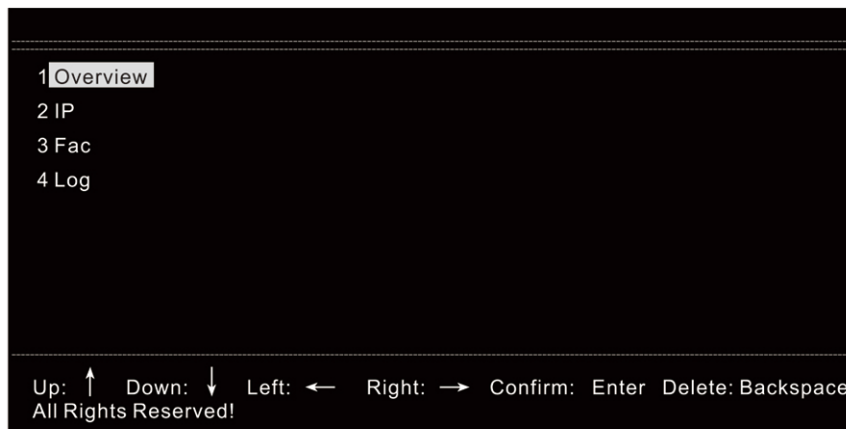 1 Overview
2 IP
3 Fac
4 Log
Up: ↑ Down: ↓ Left: ← Right: → Confirm: Enter Delete: Backspace
All Rights Reserved!